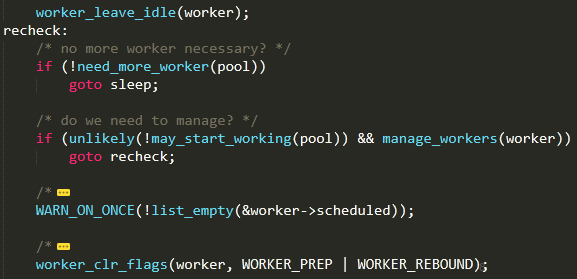 worker_leave_idle(worker);
recheck:
/* no more worker necessary? */
if (!need_more_worker(pool))
goto sleep;
/* do we need to manage? */
if (unlikely(!may_start_working(pool)) && manage_workers(worker))
goto recheck;
/*
WARN_ON_ONCE(!list_empty(&worker->scheduled));
/*
worker_clr_flags(worker, WORKER_PREP | WORKER_REBOUND);